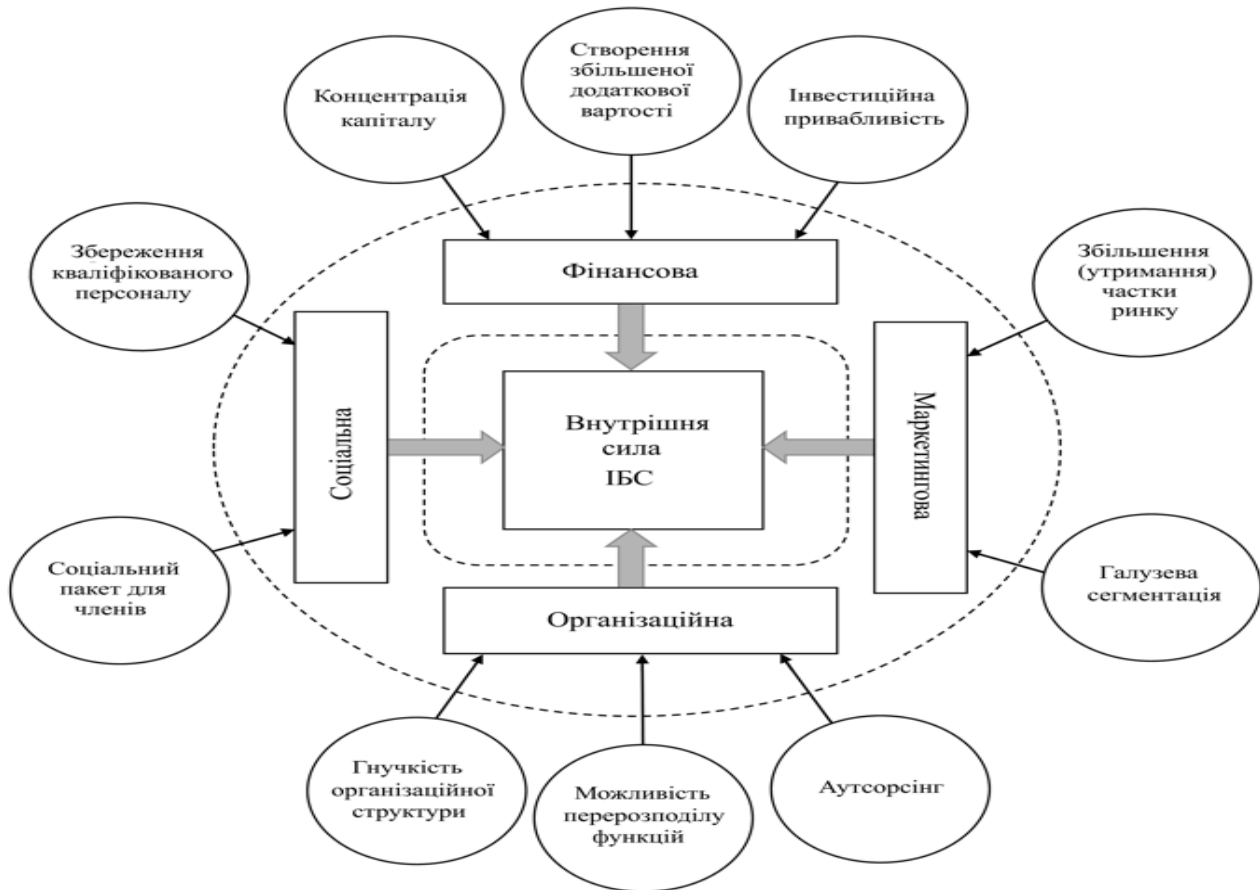 Концентрація
капіталу
Створення
збільшеної
додаткової
вартості
Інвестиційна
привабливість
Збереження
кваліфікованого
персоналу
Фінансова
Збільшення
(утримання)
частки
ринку
Соціальна
Внутрішня
сила
ІБС
Маркетингова
Соціальний
пакет для
членів
Організаційна
Галузева
сегментація
Гнучкість
організаційної
структури
Можливість
перерозподілу
функцій
Аутсорсінг